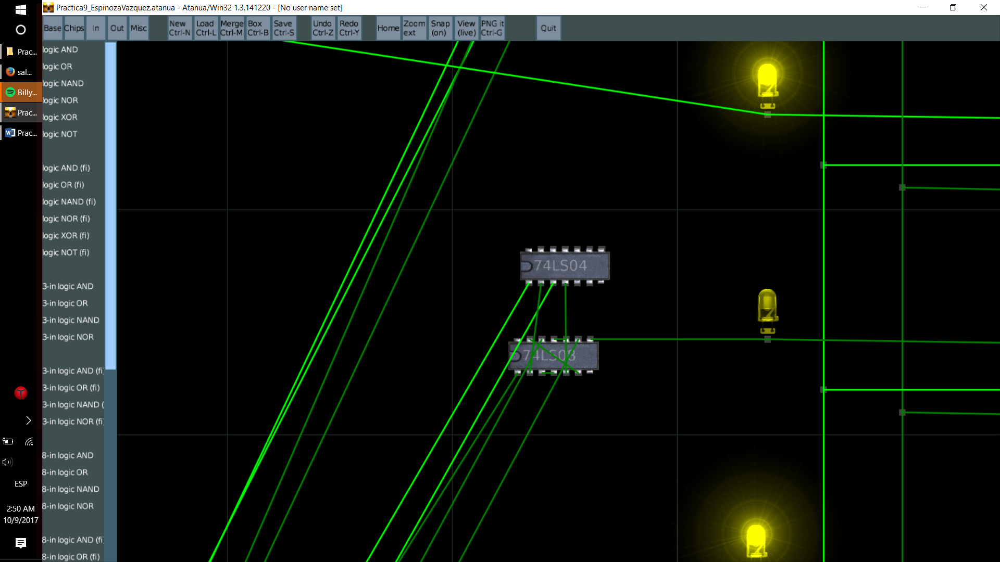 Practica9_EspinozaVazquez.atanua - Atanua/Win32 1.3.141220 - [No user name set]
Base Chips In Out Misc New Ctrl-N Load Ctrl-L Merge Ctrl-M Box Ctrl-B Save Ctrl-S Undo Ctrl-Z Redo Ctrl-Y Home Zoom ext Snap (on) View (live) PNG it Ctrl-G Quit
Prac...
sal...
Billy...
Prac...
Prac...
ESP
2:50 AM
10/9/2017
logic AND
logic OR
logic NAND
logic NOR
logic XOR
logic NOT
logic AND (fi)
logic OR (fi)
logic NAND (fi)
logic NOR (fi)
logic XOR (fi)
logic NOT (fi)
3-in logic AND
3-in logic OR
3-in logic NAND
3-in logic NOR
3-in logic AND (fi)
3-in logic OR (fi)
3-in logic NAND (
3-in logic NOR (fi)
8-in logic AND
8-in logic OR
8-in logic NAND
8-in logic NOR
8-in logic AND (fi)
8-in logic OR (fi)
74LS04
74LS08